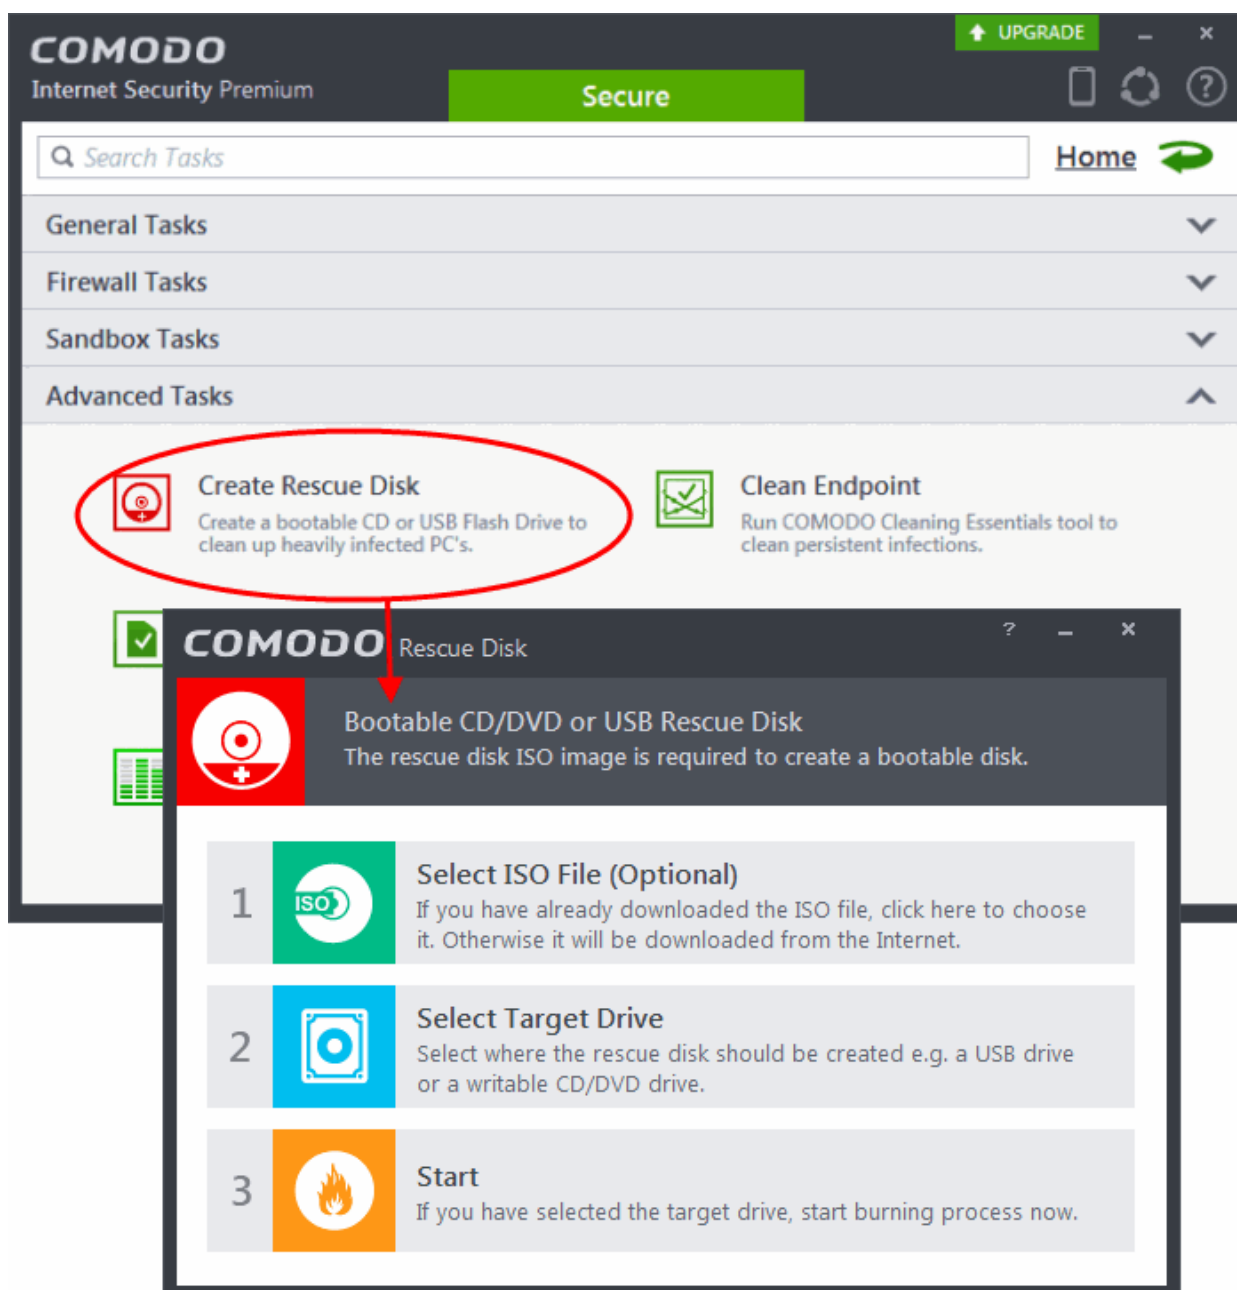 COMODO
UPGRADE
Internet Security Premium
Secure
Search Tasks
Home
General Tasks
Firewall Tasks
Sandbox Tasks
Advanced Tasks
Create Rescue Disk
Create a bootable CD or USB Flash Drive to
clean up heavily infected PC's.
Clean Endpoint
Run COMODO Cleaning Essentials tool to
clean persistent infections.
COMODO Rescue Disk
Bootable CD/DVD or USB Rescue Disk
The rescue disk ISO image is required to create a bootable disk.
1
ISO
Select ISO File (Optional)
If you have already downloaded the ISO file, click here to choose
it. Otherwise it will be downloaded from the Internet.
2
Select Target Drive
Select where the rescue disk should be created e.g. a USB drive
or a writable CD/DVD drive.
3
Start
If you have selected the target drive, start burning process now.